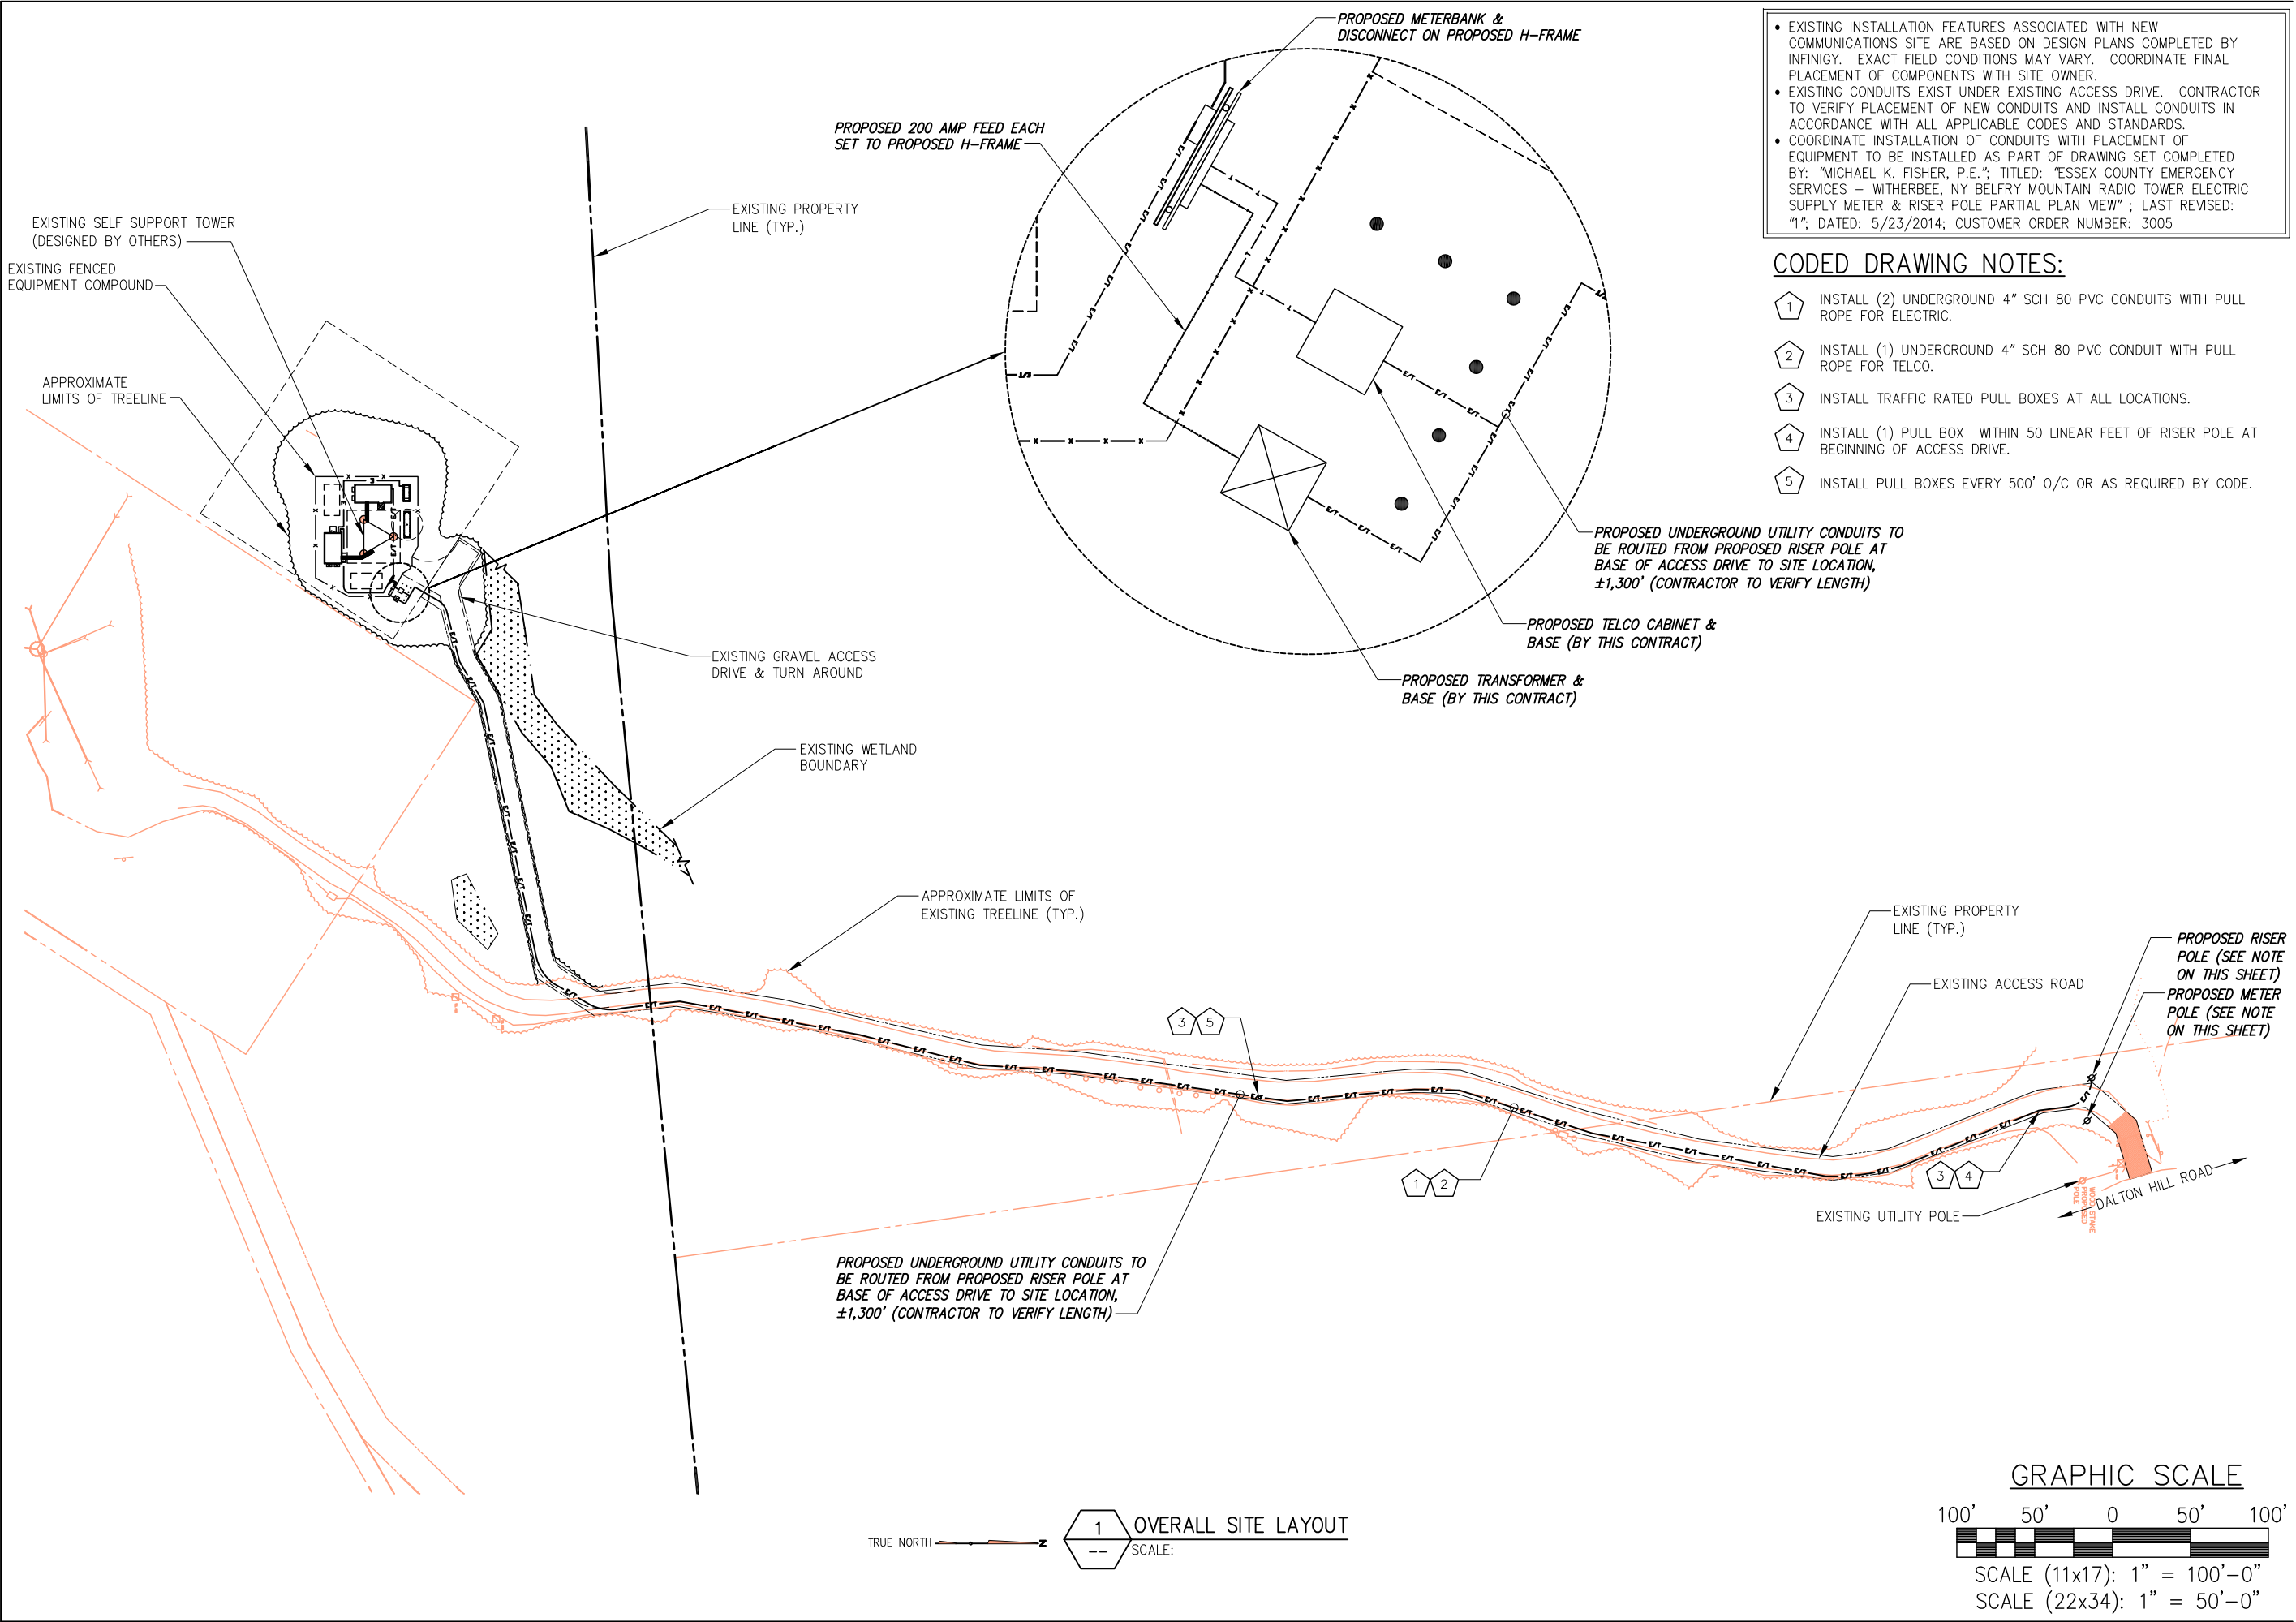 PROPOSED METERBANK &
DISCONNECT ON PROPOSED H-FRAME
PROPOSED 200 AMP FEED EACH
SET TO PROPOSED H-FRAME
EXISTING PROPERTY
LINE (TYP.)
EXISTING SELF SUPPORT TOWER
(DESIGNED BY OTHERS)
EXISTING FENCED
EQUIPMENT COMPOUND
APPROXIMATE
LIMITS OF TREELINE
• EXISTING INSTALLATION FEATURES ASSOCIATED WITH NEW
COMMUNICATIONS SITE ARE BASED ON DESIGN PLANS COMPLETED BY
INFINIGY. EXACT FIELD CONDITIONS MAY VARY. COORDINATE FINAL
PLACEMENT OF COMPONENTS WITH SITE OWNER.
• EXISTING CONDUITS EXIST UNDER EXISTING ACCESS DRIVE. CONTRACTOR
TO VERIFY PLACEMENT OF NEW CONDUITS AND INSTALL CONDUITS IN
ACCORDANCE WITH ALL APPLICABLE CODES AND STANDARDS.
• COORDINATE INSTALLATION OF CONDUITS WITH PLACEMENT OF
EQUIPMENT TO BE INSTALLED AS PART OF DRAWING SET COMPLETED
BY: "MICHAEL K. FISHER, P.E."; TITLED: "ESSEX COUNTY EMERGENCY
SERVICES – WITHERBEE, NY BELFRY MOUNTAIN RADIO TOWER ELECTRIC
SUPPLY METER & RISER POLE PARTIAL PLAN VIEW" ; LAST REVISED:
"1"; DATED: 5/23/2014; CUSTOMER ORDER NUMBER: 3005
CODED DRAWING NOTES:
1 INSTALL (2) UNDERGROUND 4" SCH 80 PVC CONDUITS WITH PULL
ROPE FOR ELECTRIC.
2 INSTALL (1) UNDERGROUND 4" SCH 80 PVC CONDUIT WITH PULL
ROPE FOR TELCO.
3 INSTALL TRAFFIC RATED PULL BOXES AT ALL LOCATIONS.
4 INSTALL (1) PULL BOX WITHIN 50 LINEAR FEET OF RISER POLE AT
BEGINNING OF ACCESS DRIVE.
5 INSTALL PULL BOXES EVERY 500' O/C OR AS REQUIRED BY CODE.
PROPOSED UNDERGROUND UTILITY CONDUITS TO
BE ROUTED FROM PROPOSED RISER POLE AT
BASE OF ACCESS DRIVE TO SITE LOCATION,
±1,300' (CONTRACTOR TO VERIFY LENGTH)
PROPOSED TELCO CABINET &
BASE (BY THIS CONTRACT)
PROPOSED TRANSFORMER &
BASE (BY THIS CONTRACT)
EXISTING GRAVEL ACCESS
DRIVE & TURN AROUND
EXISTING WETLAND
BOUNDARY
APPROXIMATE LIMITS OF
EXISTING TREELINE (TYP.)
EXISTING PROPERTY
LINE (TYP.)
PROPOSED RISER
POLE (SEE NOTE
ON THIS SHEET)
EXISTING ACCESS ROAD
PROPOSED METER
POLE (SEE NOTE
ON THIS SHEET)
3 5
1 2
3 4
EXISTING UTILITY POLE
WOOD STAKE
PROPOSED
POLE
DALTON HILL ROAD
PROPOSED UNDERGROUND UTILITY CONDUITS TO
BE ROUTED FROM PROPOSED RISER POLE AT
BASE OF ACCESS DRIVE TO SITE LOCATION,
±1,300' (CONTRACTOR TO VERIFY LENGTH)
TRUE NORTH N
1 OVERALL SITE LAYOUT
-- SCALE:
GRAPHIC SCALE
100' 50' 0 50' 100'
SCALE (11x17): 1" = 100'-0"
SCALE (22x34): 1" = 50'-0"